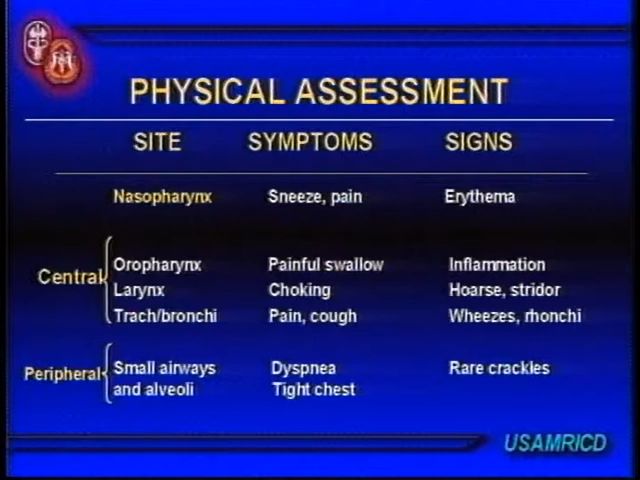 PHYSICAL ASSESSMENT
SITE SYMPTOMS SIGNS
Nasopharynx Sneeze, pain Erythema
Central
Oropharynx Painful swallow Inflammation
Larynx Choking Hoarse, stridor
Trach/bronchi Pain, cough Wheezes, rhonchi
Peripheral
Small airways Dyspnea Rare crackles
and alveoli Tight chest
USAMRICD